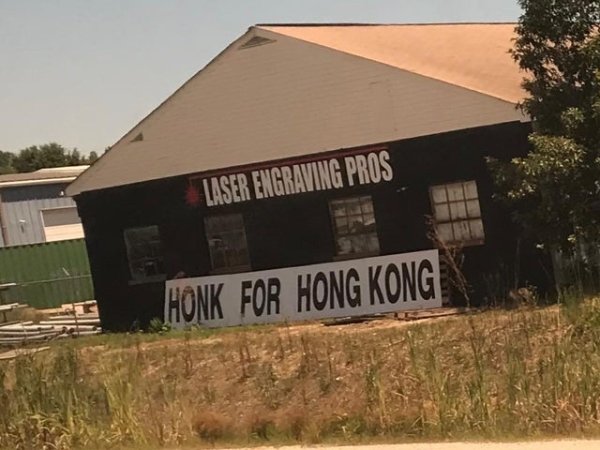 LASER ENGRAVING PROS
HONK FOR HONG KONG